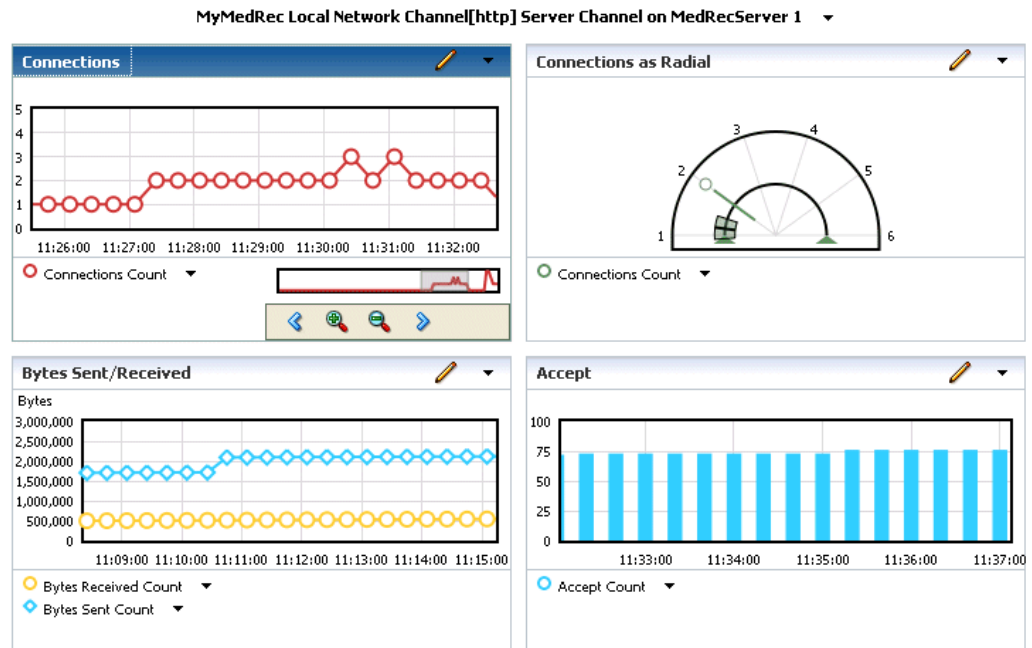 MyMedRec Local Network Channel[http] Server Channel on MedRecServer 1
Connections
5
4
3
2
1
0
11:26:00 11:27:00 11:28:00 11:29:00 11:30:00 11:31:00 11:32:00
Connections Count
Connections as Radial
1
2
3
4
5
6
Connections Count
Bytes Sent/Received
Bytes
3,000,000
2,500,000
2,000,000
1,500,000
1,000,000
500,000
0
11:09:00 11:10:00 11:11:00 11:12:00 11:13:00 11:14:00 11:15:00
Bytes Received Count
Bytes Sent Count
Accept
100
75
50
25
0
11:33:00 11:34:00 11:35:00 11:36:00 11:37:00
Accept Count